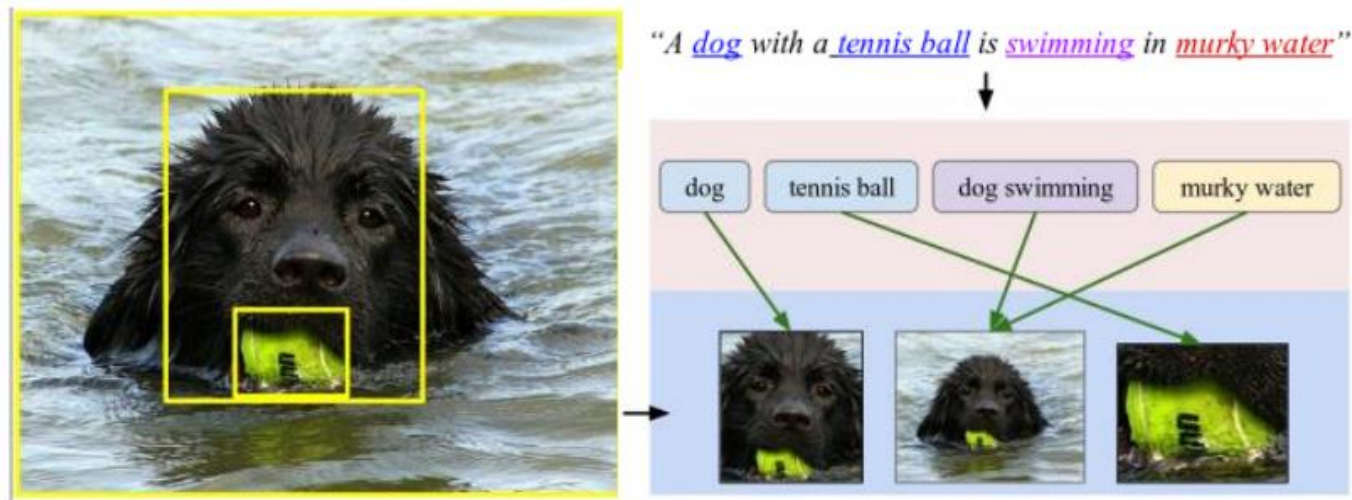 “A dog with a tennis ball is swimming in murky water”
dog
tennis ball
dog swimming
murky water